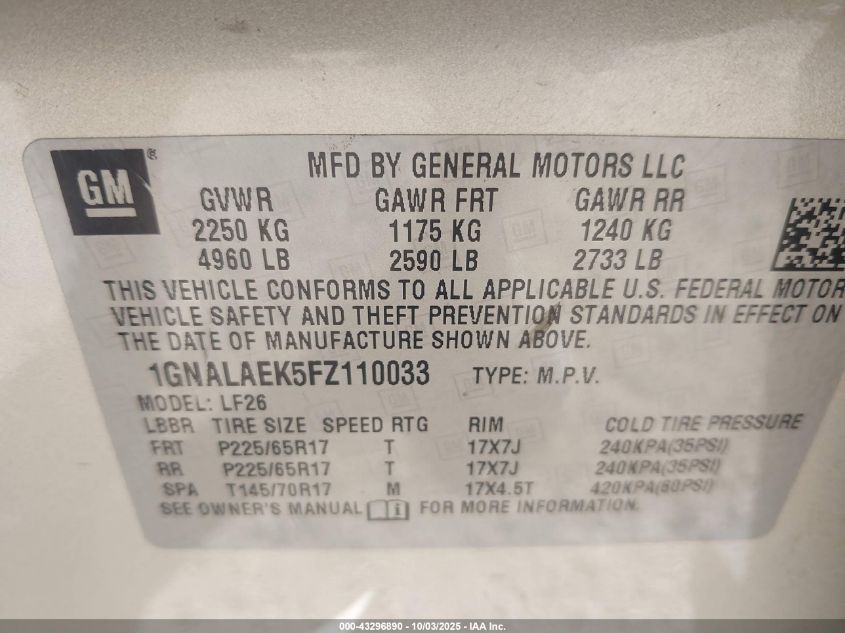 GM®
MFD BY GENERAL MOTORS LLC
GVWR GAWR FRT GAWR RR
2250 KG 1175 KG 1240 KG
4960 LB 2590 LB 2733 LB
THIS VEHICLE CONFORMS TO ALL APPLICABLE U.S. FEDERAL MOTOR
VEHICLE SAFETY AND THEFT PREVENTION STANDARDS IN EFFECT ON
THE DATE OF MANUFACTURE SHOWN ABOVE.
1GNALAEK5FZ110033 TYPE: M.P.V.
MODEL: LF26
LBBR TIRE SIZE SPEED RTG RIM COLD TIRE PRESSURE
FRT P225/65R17 T 17X7J 240KPA(35PSI)
RR P225/65R17 T 17X7J 240KPA(35PSI)
SPA T145/70R17 M 17X4.5T 420KPA(60PSI)
SEE OWNER'S MANUAL i FOR MORE INFORMATION.
000-43296890 - 10/03/2025 - IAA Inc.